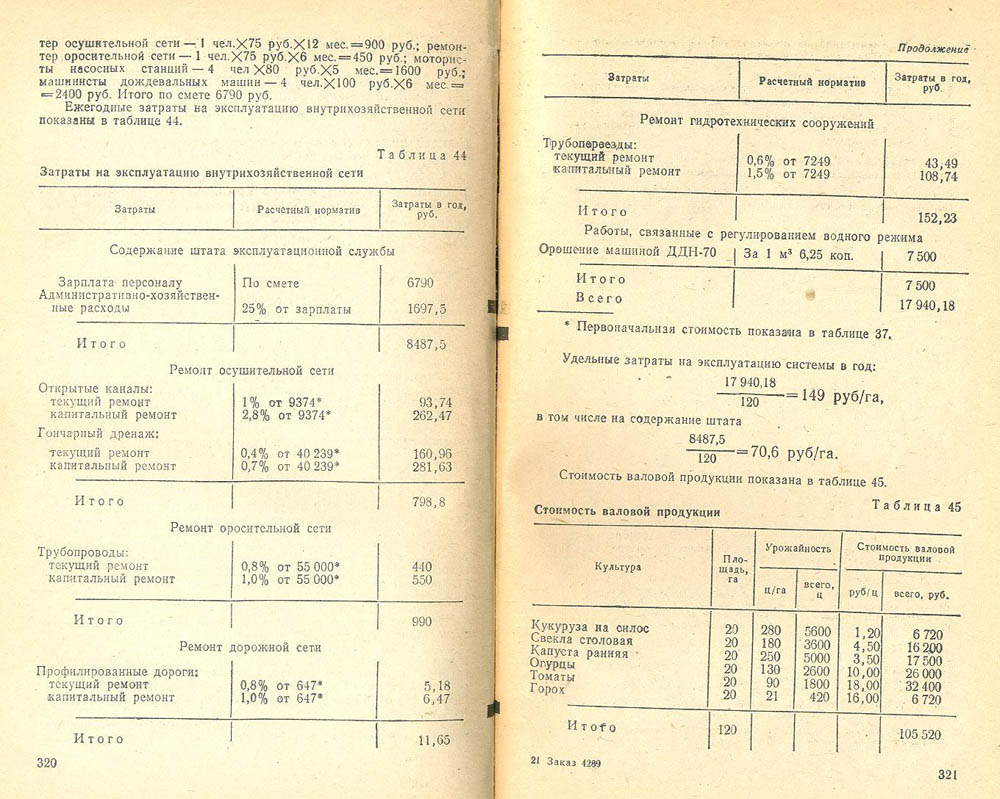 тер осушительной сети — 1 чел.×75 руб.×12 мес.=900 руб.; ремон-
тер оросительной сети — 1 чел.×75 руб.×6 мес.=450 руб.; моторис-
ты насосных станций — 4 чел×80 руб.×5 мес.=1600 руб.;
машинисты дождевальных машин — 4 чел.×100 руб.×6 мес =
=2400 руб. Итого по смете 6790 руб.
Ежегодные затраты на эксплуатацию внутрихозяйственной сети
показаны в таблице 44.
Таблица 44
Затраты на эксплуатацию внутрихозяйственной сети
Затраты Расчетный норматив Затраты в год,
руб.
Содержание штата эксплуатационной службы
Зарплата персоналу По смете 6790
Административно-хозяйствен-
ные расходы 25% от зарплаты 1697,5
Итого 8487,5
Ремонт осушительной сети
Открытые каналы:
текущий ремонт 1% от 9374* 93,74
капитальный ремонт 2,8% от 9374* 262,47
Гончарный дренаж:
текущий ремонт 0,4% от 40 239* 160,96
капитальный ремонт 0,7% от 40 239* 281,63
Итого 798,8
Ремонт оросительной сети
Трубопроводы:
текущий ремонт 0,8% от 55 000* 440
капитальный ремонт 1,0% от 55 000* 550
Итого 990
Ремонт дорожной сети
Профилированные дороги:
текущий ремонт 0,8% от 647* 5,18
капитальный ремонт 1,0% от 647* 6,47
Итого 11,65
320
Продолжение
Затраты Расчетный норматив Затраты в год,
руб.
Ремонт гидротехнических сооружений
Трубопереезды:
текущий ремонт 0,6% от 7249 43,49
капитальный ремонт 1,5% от 7249 108,74
Итого 152,23
Работы, связанные с регулированием водного режима
Орошение машиной ДДН-70 За 1 м³ 6,25 коп. 7 500
Итого 7 500
Всего 17 940,18
* Первоначальная стоимость показана в таблице 37.
Удельные затраты на эксплуатацию системы в год:
17 940,18
120 = 149 руб/га,
в том числе на содержание штата
8487,5
120 = 70,6 руб/га.
Стоимость валовой продукции показана в таблице 45.
Таблица 45
Стоимость валовой продукции
Культура Пло-
щадь,
га Урожайность Стоимость валовой
продукции
ц/га всего,
ц руб/ц всего, руб.
Кукуруза на силос 20 280 5600 1,20 6 720
Свекла столовая 20 180 3600 4,50 16 200
Капуста ранняя 20 250 5000 3,50 17 500
Огурцы 20 130 2600 10,00 26 000
Томаты 20 90 1800 18,00 32 400
Горох 20 21 420 16,00 6 720
Итого 120 105 520
21 Заказ 4289
321